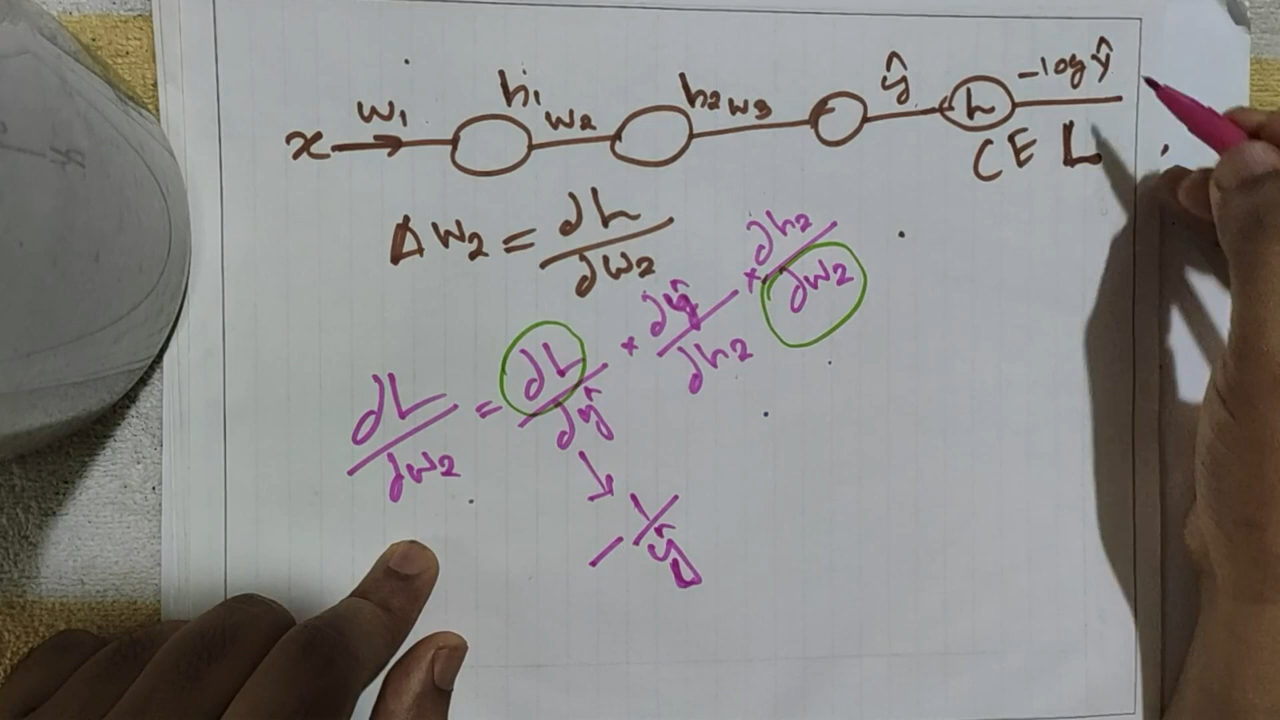 x w₁ h₁ w₂ h₂ w₃ ŷ L -log ŷ
CE L
Δw₂ = ∂L/∂w₂
∂L/∂w₂ = ∂L/∂ŷ × ∂ŷ/∂h₂ × ∂h₂/∂w₂
↓
-1/ŷ